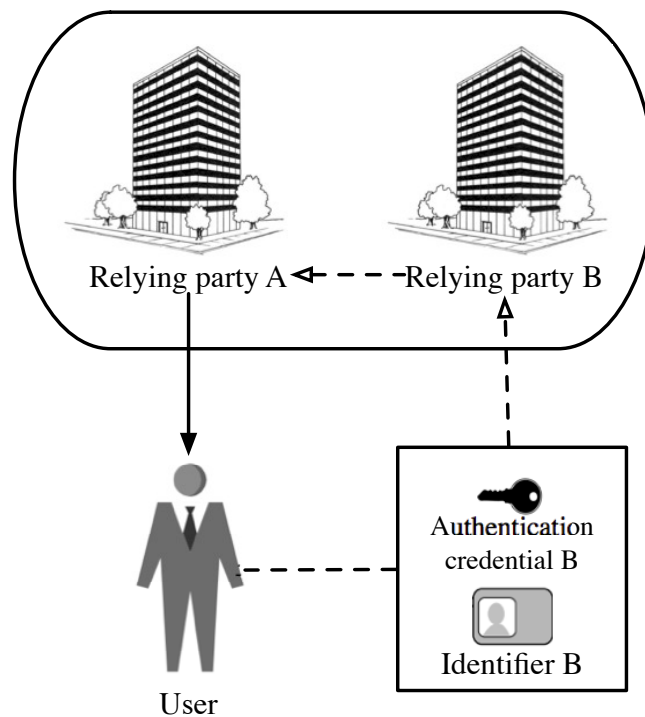 Relying party A
Relying party B
Authentication
credential B
Identifier B
User